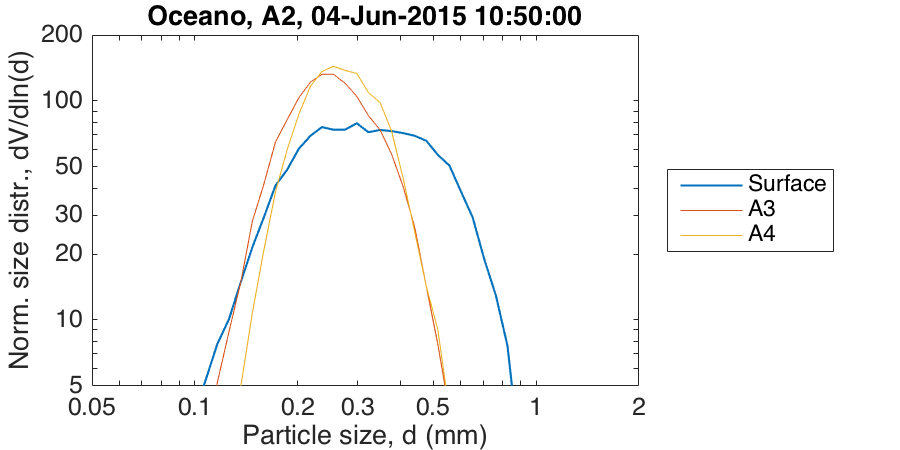 Oceano, A2, 04-Jun-2015 10:50:00
Norm. size distr., dV/dln(d)
200
100
50
30
20
10
5
0.05
0.1
0.2
0.3
0.5
1
2
Particle size, d (mm)
Surface
A3
A4